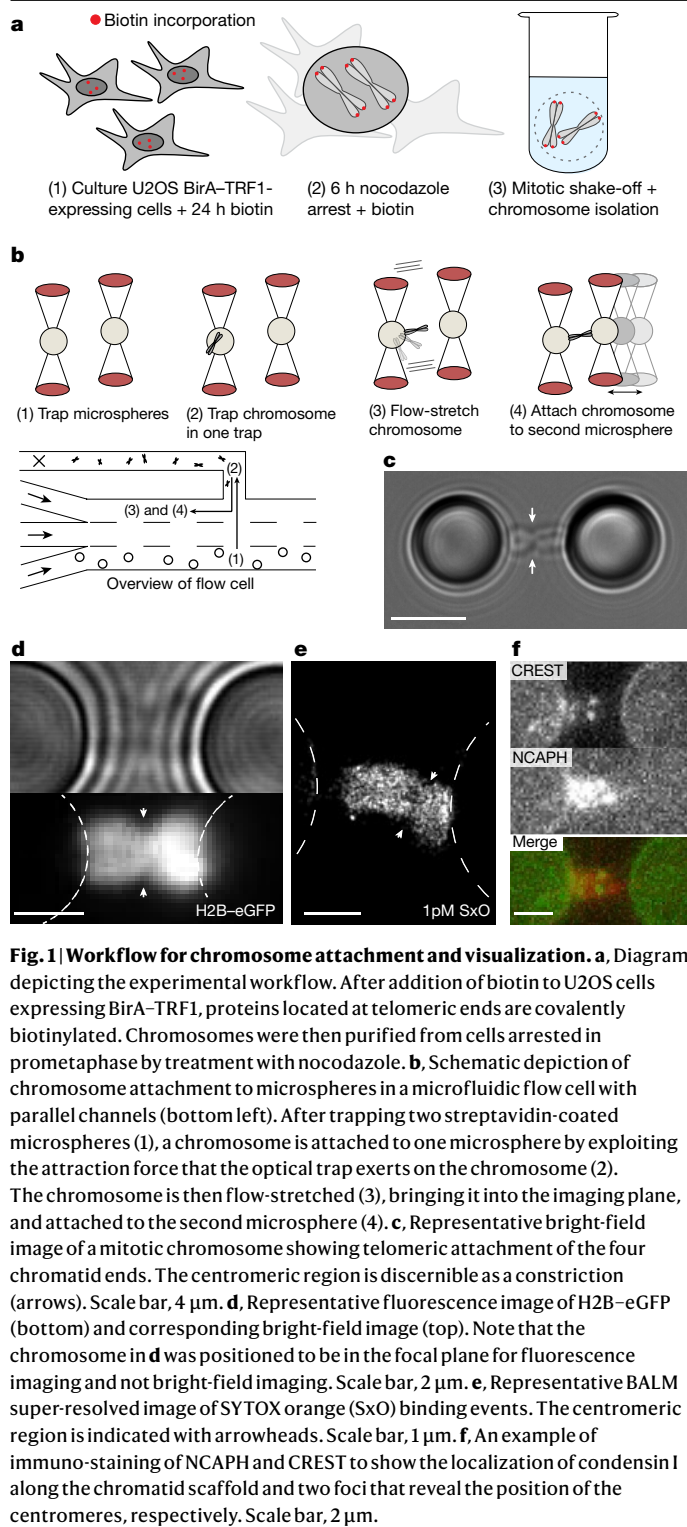 a
Biotin incorporation
(1) Culture U2OS BirA–TRF1-
expressing cells + 24 h biotin
(2) 6 h nocodazole
arrest + biotin
(3) Mitotic shake-off +
chromosome isolation
b
(1) Trap microspheres
(2) Trap chromosome
in one trap
(3) Flow-stretch
chromosome
(4) Attach chromosome
to second microsphere
(2)
(3) and (4)
(1)
Overview of flow cell
c
d
H2B–eGFP
e
1pM SxO
f
CREST
NCAPH
Merge
Fig. 1 | Workflow for chromosome attachment and visualization. a, Diagram
depicting the experimental workflow. After addition of biotin to U2OS cells
expressing BirA–TRF1, proteins located at telomeric ends are covalently
biotinylated. Chromosomes were then purified from cells arrested in
prometaphase by treatment with nocodazole. b, Schematic depiction of
chromosome attachment to microspheres in a microfluidic flow cell with
parallel channels (bottom left). After trapping two streptavidin-coated
microspheres (1), a chromosome is attached to one microsphere by exploiting
the attraction force that the optical trap exerts on the chromosome (2).
The chromosome is then flow-stretched (3), bringing it into the imaging plane,
and attached to the second microsphere (4). c, Representative bright-field
image of a mitotic chromosome showing telomeric attachment of the four
chromatid ends. The centromeric region is discernible as a constriction
(arrows). Scale bar, 4 μm. d, Representative fluorescence image of H2B–eGFP
(bottom) and corresponding bright-field image (top). Note that the
chromosome in d was positioned to be in the focal plane for fluorescence
imaging and not bright-field imaging. Scale bar, 2 μm. e, Representative BALM
super-resolved image of SYTOX orange (SxO) binding events. The centromeric
region is indicated with arrowheads. Scale bar, 1 μm. f, An example of
immuno-staining of NCAPH and CREST to show the localization of condensin I
along the chromatid scaffold and two foci that reveal the position of the
centromeres, respectively. Scale bar, 2 μm.